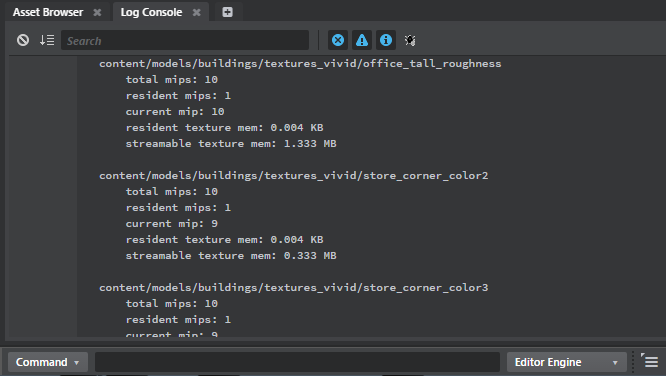 Asset Browser
Log Console
Search
content/models/buildings/textures_vivid/office_tall_roughness
total mips: 10
resident mips: 1
current mip: 10
resident texture mem: 0.004 KB
streamable texture mem: 1.333 MB
content/models/buildings/textures_vivid/store_corner_color2
total mips: 10
resident mips: 1
current mip: 9
resident texture mem: 0.004 KB
streamable texture mem: 0.333 MB
content/models/buildings/textures_vivid/store_corner_color3
total mips: 10
resident mips: 1
current mip: 9
Command
Editor Engine